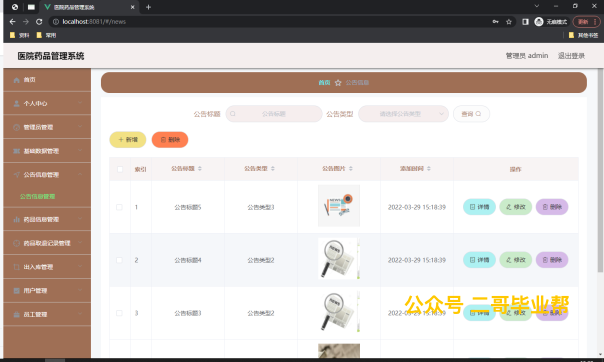 医院药品管理系统
localhost:8081/#/news
无痕模式
更新
资料
常用
其他书签
医院药品管理系统
管理员 admin
退出登录
首页
个人中心
管理员管理
基础数据管理
公告信息管理
公告信息管理
药品信息管理
药品取退记录管理
出入库管理
用户管理
员工管理
首页
公告信息
公告标题
公告标题
公告类型
请选择公告类型
查询
新增
删除
索引 公告标题 公告类型 公告图片 添加时间 操作
1 公告标题5 公告类型3 2022-03-29 15:18:39 详情 修改 删除
2 公告标题4 公告类型2 2022-03-29 15:18:39 详情 修改 删除
3 公告标题3 公告类型2 2022-03-29 15:18:39 详情 修改 删除
公众号 二哥毕业帮